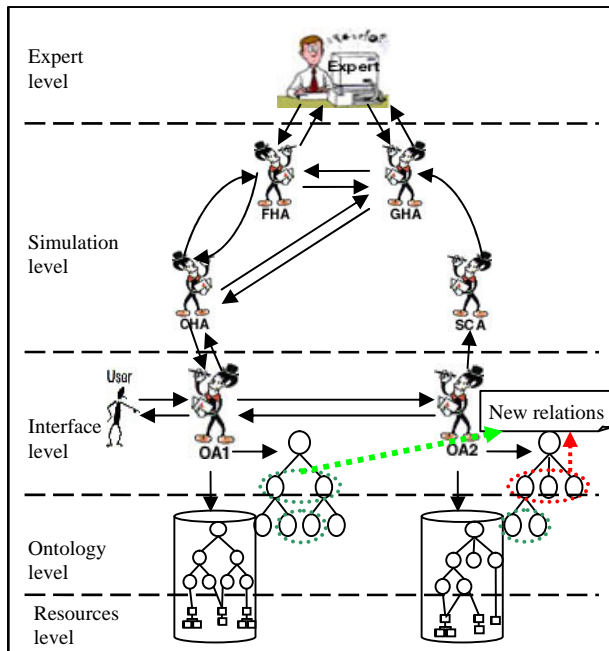 Expert
level
Expert
FHA
GHA
Simulation
level
CHA
SCA
User
New relations
Interface
level
OA1
OA2
Ontology
level
Resources
level